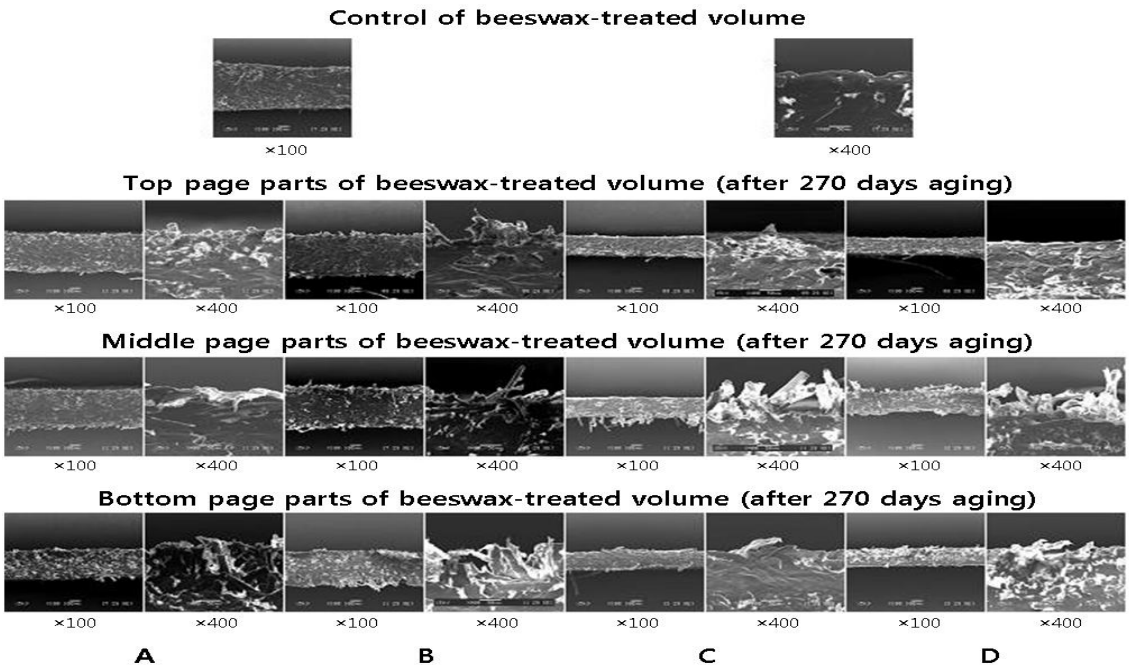 Control of beeswax-treated volume
×100 ×400
Top page parts of beeswax-treated volume (after 270 days aging)
×100 ×400 ×100 ×400 ×100 ×400 ×100 ×400
Middle page parts of beeswax-treated volume (after 270 days aging)
×100 ×400 ×100 ×400 ×100 ×400 ×100 ×400
Bottom page parts of beeswax-treated volume (after 270 days aging)
×100 ×400 ×100 ×400 ×100 ×400 ×100 ×400
A B C D